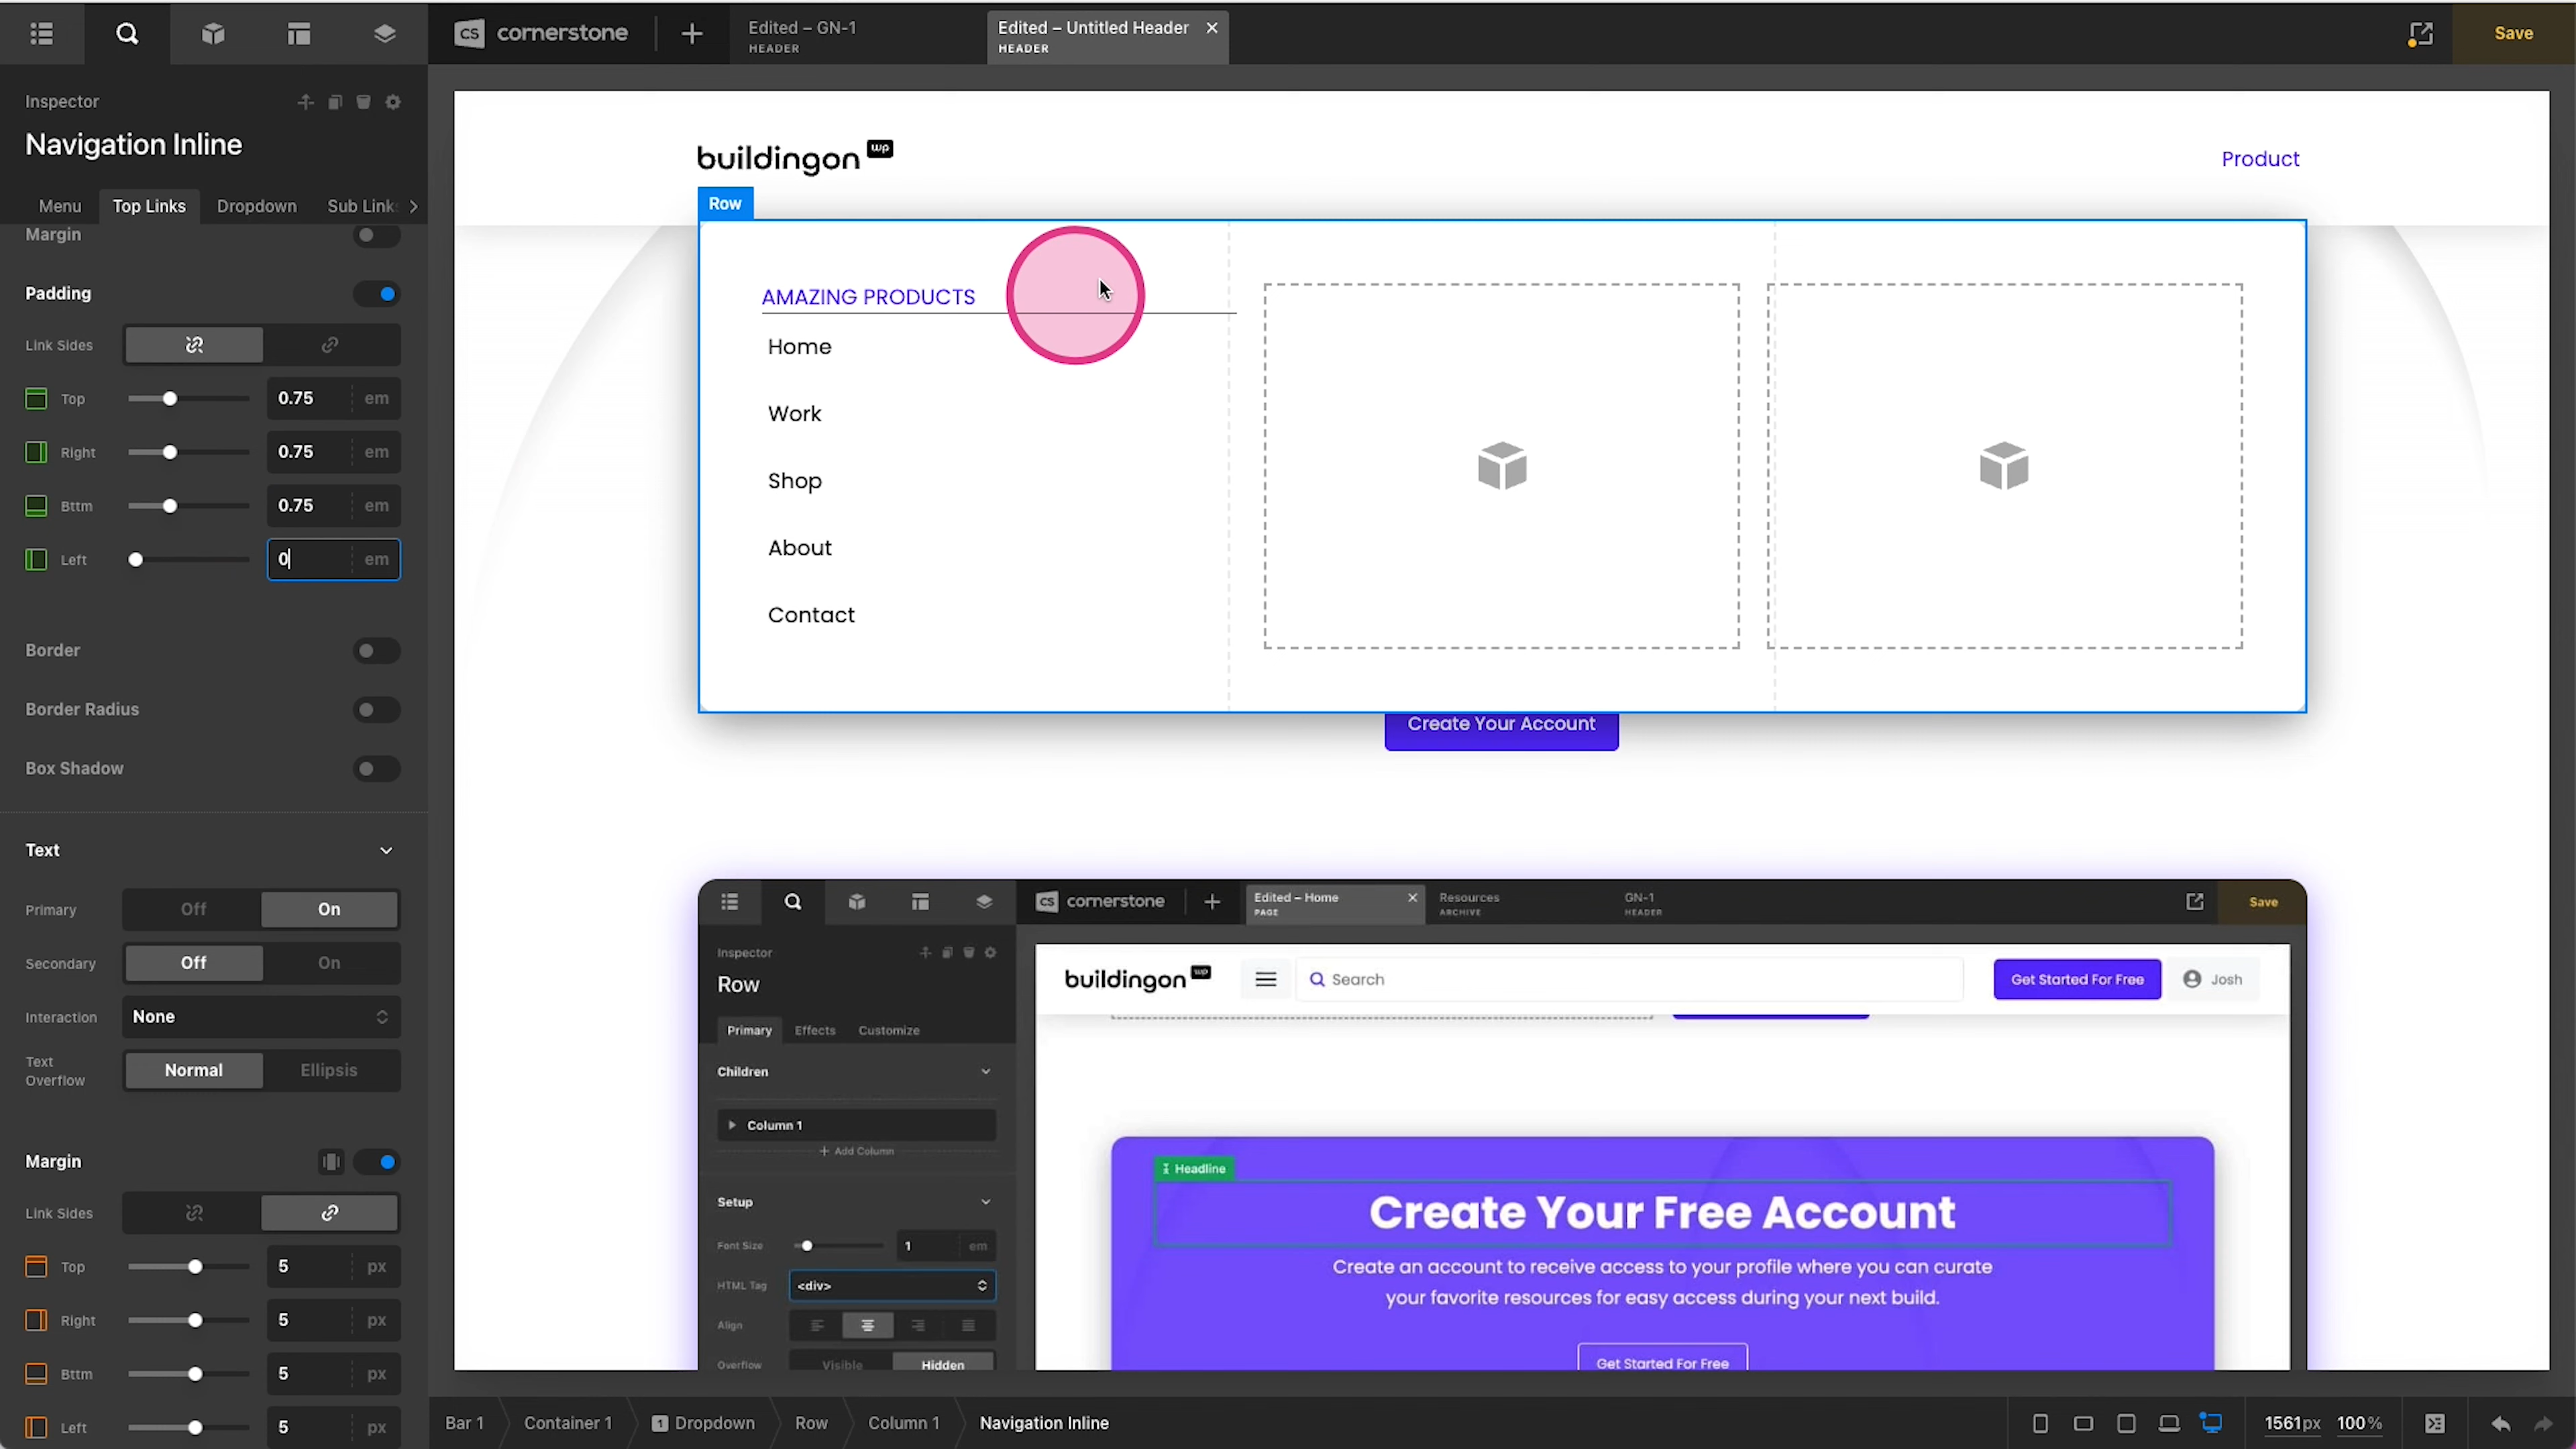 cornerstone
Edited – GN-1
HEADER
Edited – Untitled Header
HEADER
Save
Inspector
Navigation Inline
Menu
Top Links
Dropdown
Sub Link
Margin
Padding
Link Sides
Top 0.75 em
Right 0.75 em
Bttm 0.75 em
Left 0 em
Border
Border Radius
Box Shadow
Text
Primary Off On
Secondary Off On
Interaction None
Text Overflow Normal Ellipsis
Margin
Link Sides
Top 5 px
Right 5 px
Bttm 5 px
Left 5 px
buildingon wp
Product
Row
AMAZING PRODUCTS
Home
Work
Shop
About
Contact
Create Your Account
cornerstone
Edited – Home
PAGE
Resources
ARCHIVE
GN-1
HEADER
Save
Inspector
Row
Primary Effects Customize
Children
Column 1
Add Column
Setup
Font Size 1 em
HTML Tag <div>
Align
Overflow Visible Hidden
buildingon wp
Search
Get Started For Free
Josh
Headline
Create Your Free Account
Create an account to receive access to your profile where you can curate
your favorite resources for easy access during your next build.
Get Started For Free
Bar 1
Container 1
1 Dropdown
Row
Column 1
Navigation Inline
1561px 100%